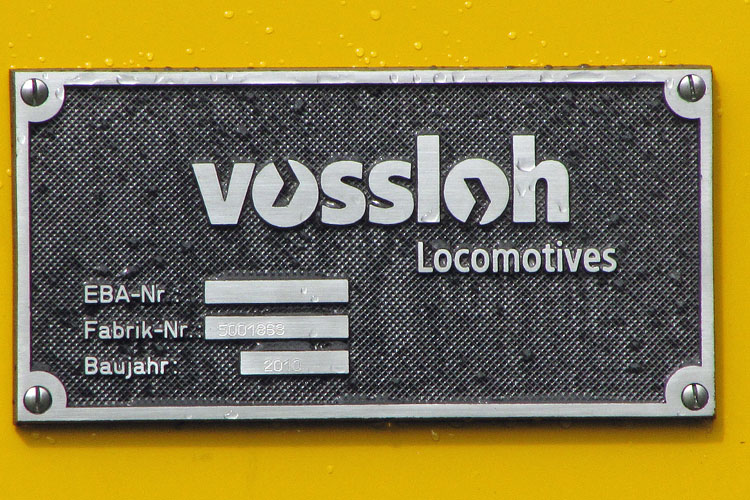 vossloh
Locomotives
EBA-Nr.:
Fabrik-Nr.: 5001863
Baujahr: 2010